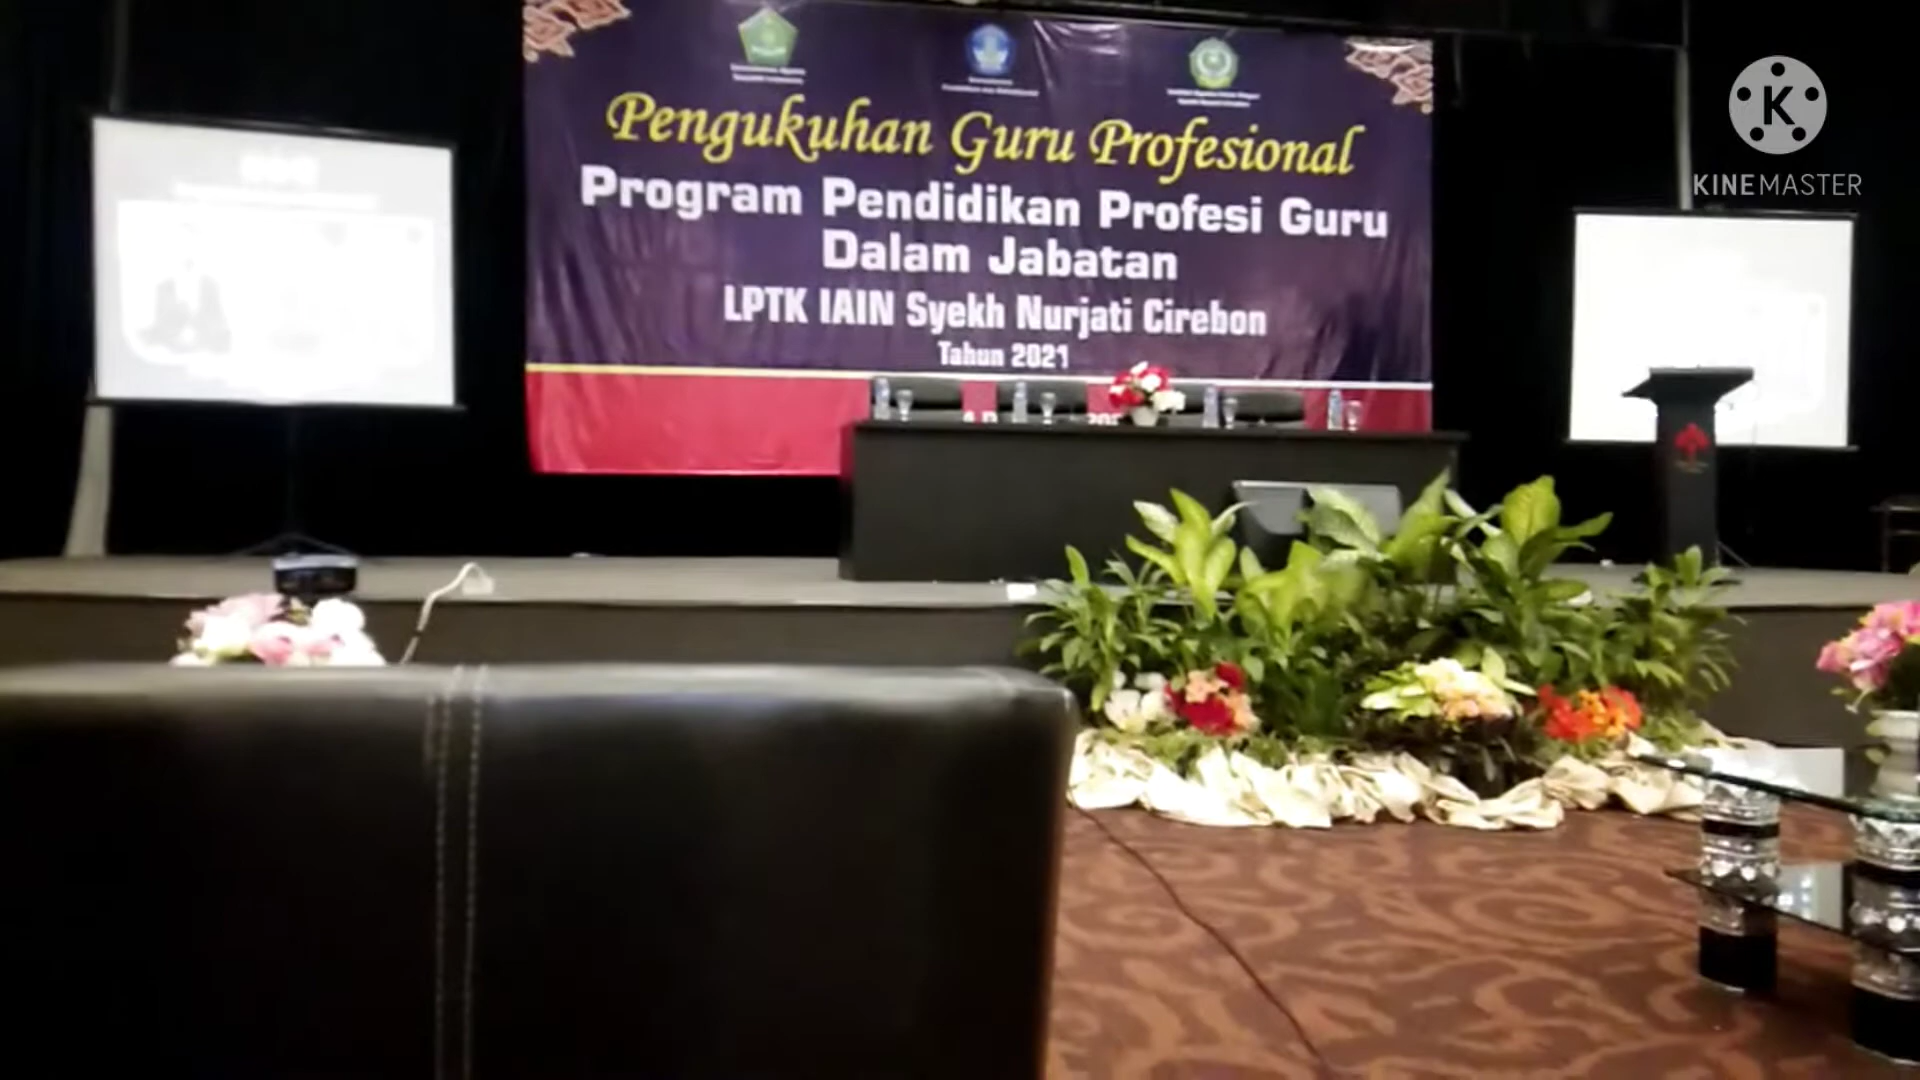 Pengukuhan Guru Profesional
Program Pendidikan Profesi Guru
Dalam Jabatan
LPTK IAIN Syekh Nurjati Cirebon
Tahun 2021
K
KINEMASTER